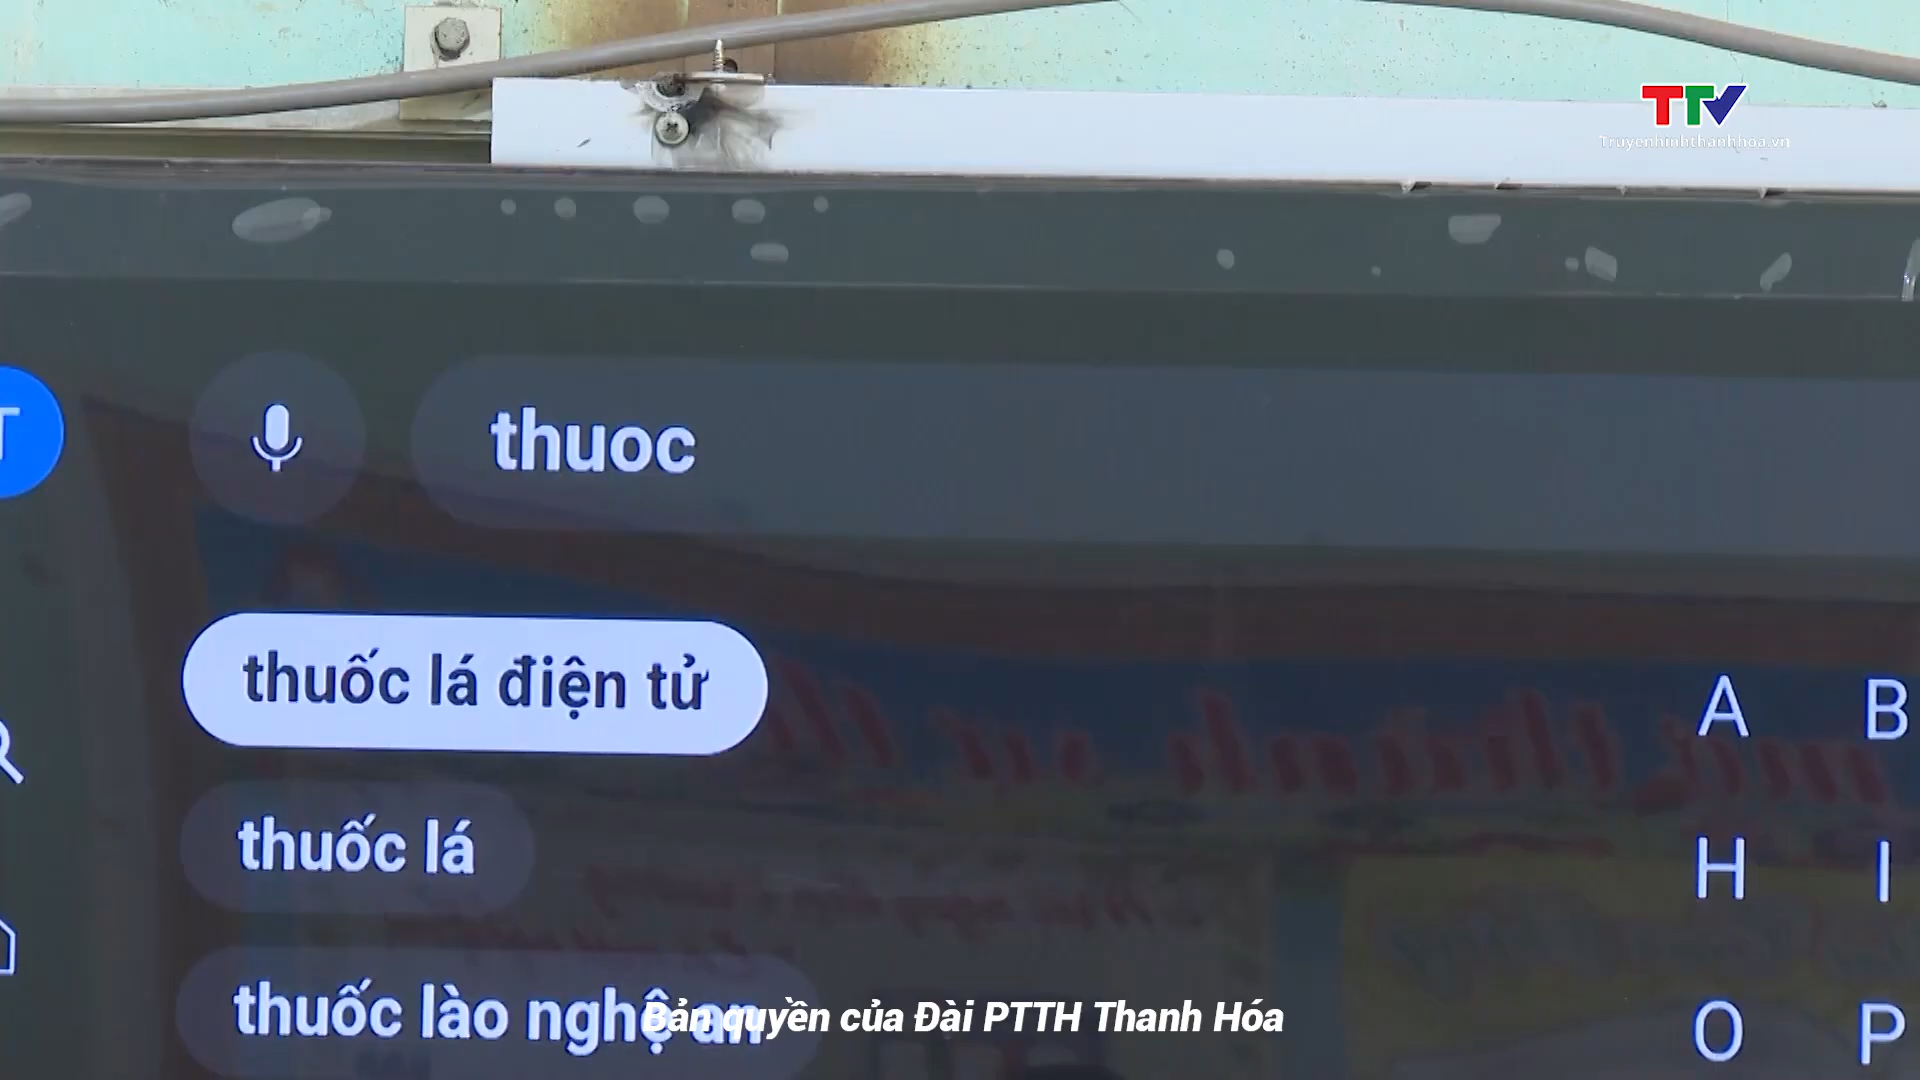 TTV
Truyenhinhthanhhoa.vn
T
thuoc
thuốc lá điện tử
A B
thuốc lá
H I
thuốc lào nghệ an
O P
Bản quyền của Đài PTTH Thanh Hóa